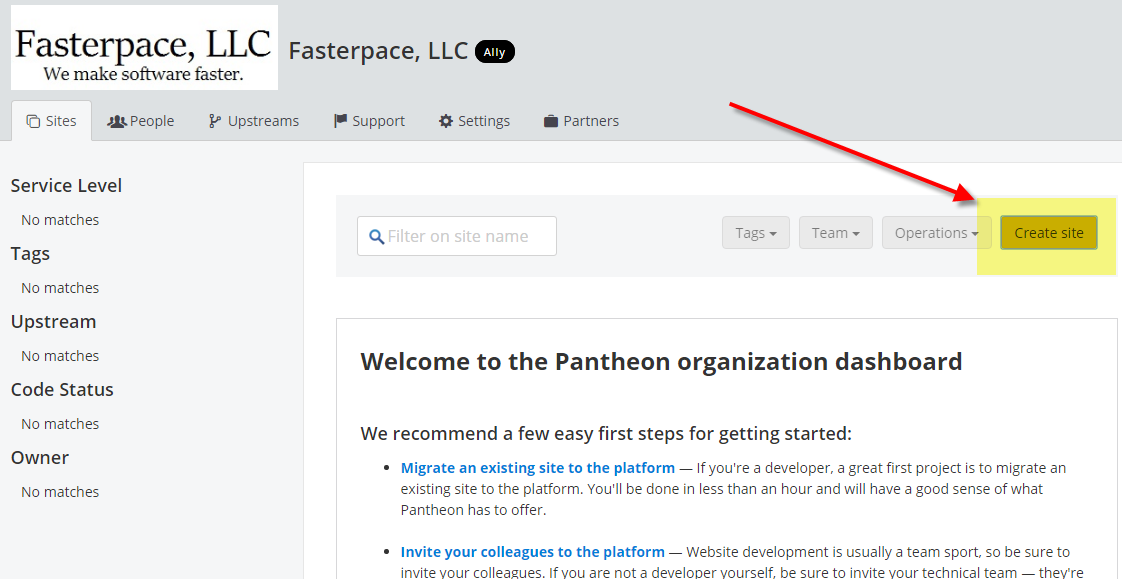 Fasterpace, LLC
We make software faster.
Fasterpace, LLC Ally
Sites People Upstreams Support Settings Partners
Service Level
No matches
Tags
No matches
Upstream
No matches
Code Status
No matches
Owner
No matches
Filter on site name
Tags Team Operations Create site
Welcome to the Pantheon organization dashboard
We recommend a few easy first steps for getting started:
• Migrate an existing site to the platform — If you're a developer, a great first project is to migrate an
existing site to the platform. You'll be done in less than an hour and will have a good sense of what
Pantheon has to offer.
• Invite your colleagues to the platform — Website development is usually a team sport, so be sure to
invite your colleagues. If you are not a developer yourself, be sure to invite your technical team — they're